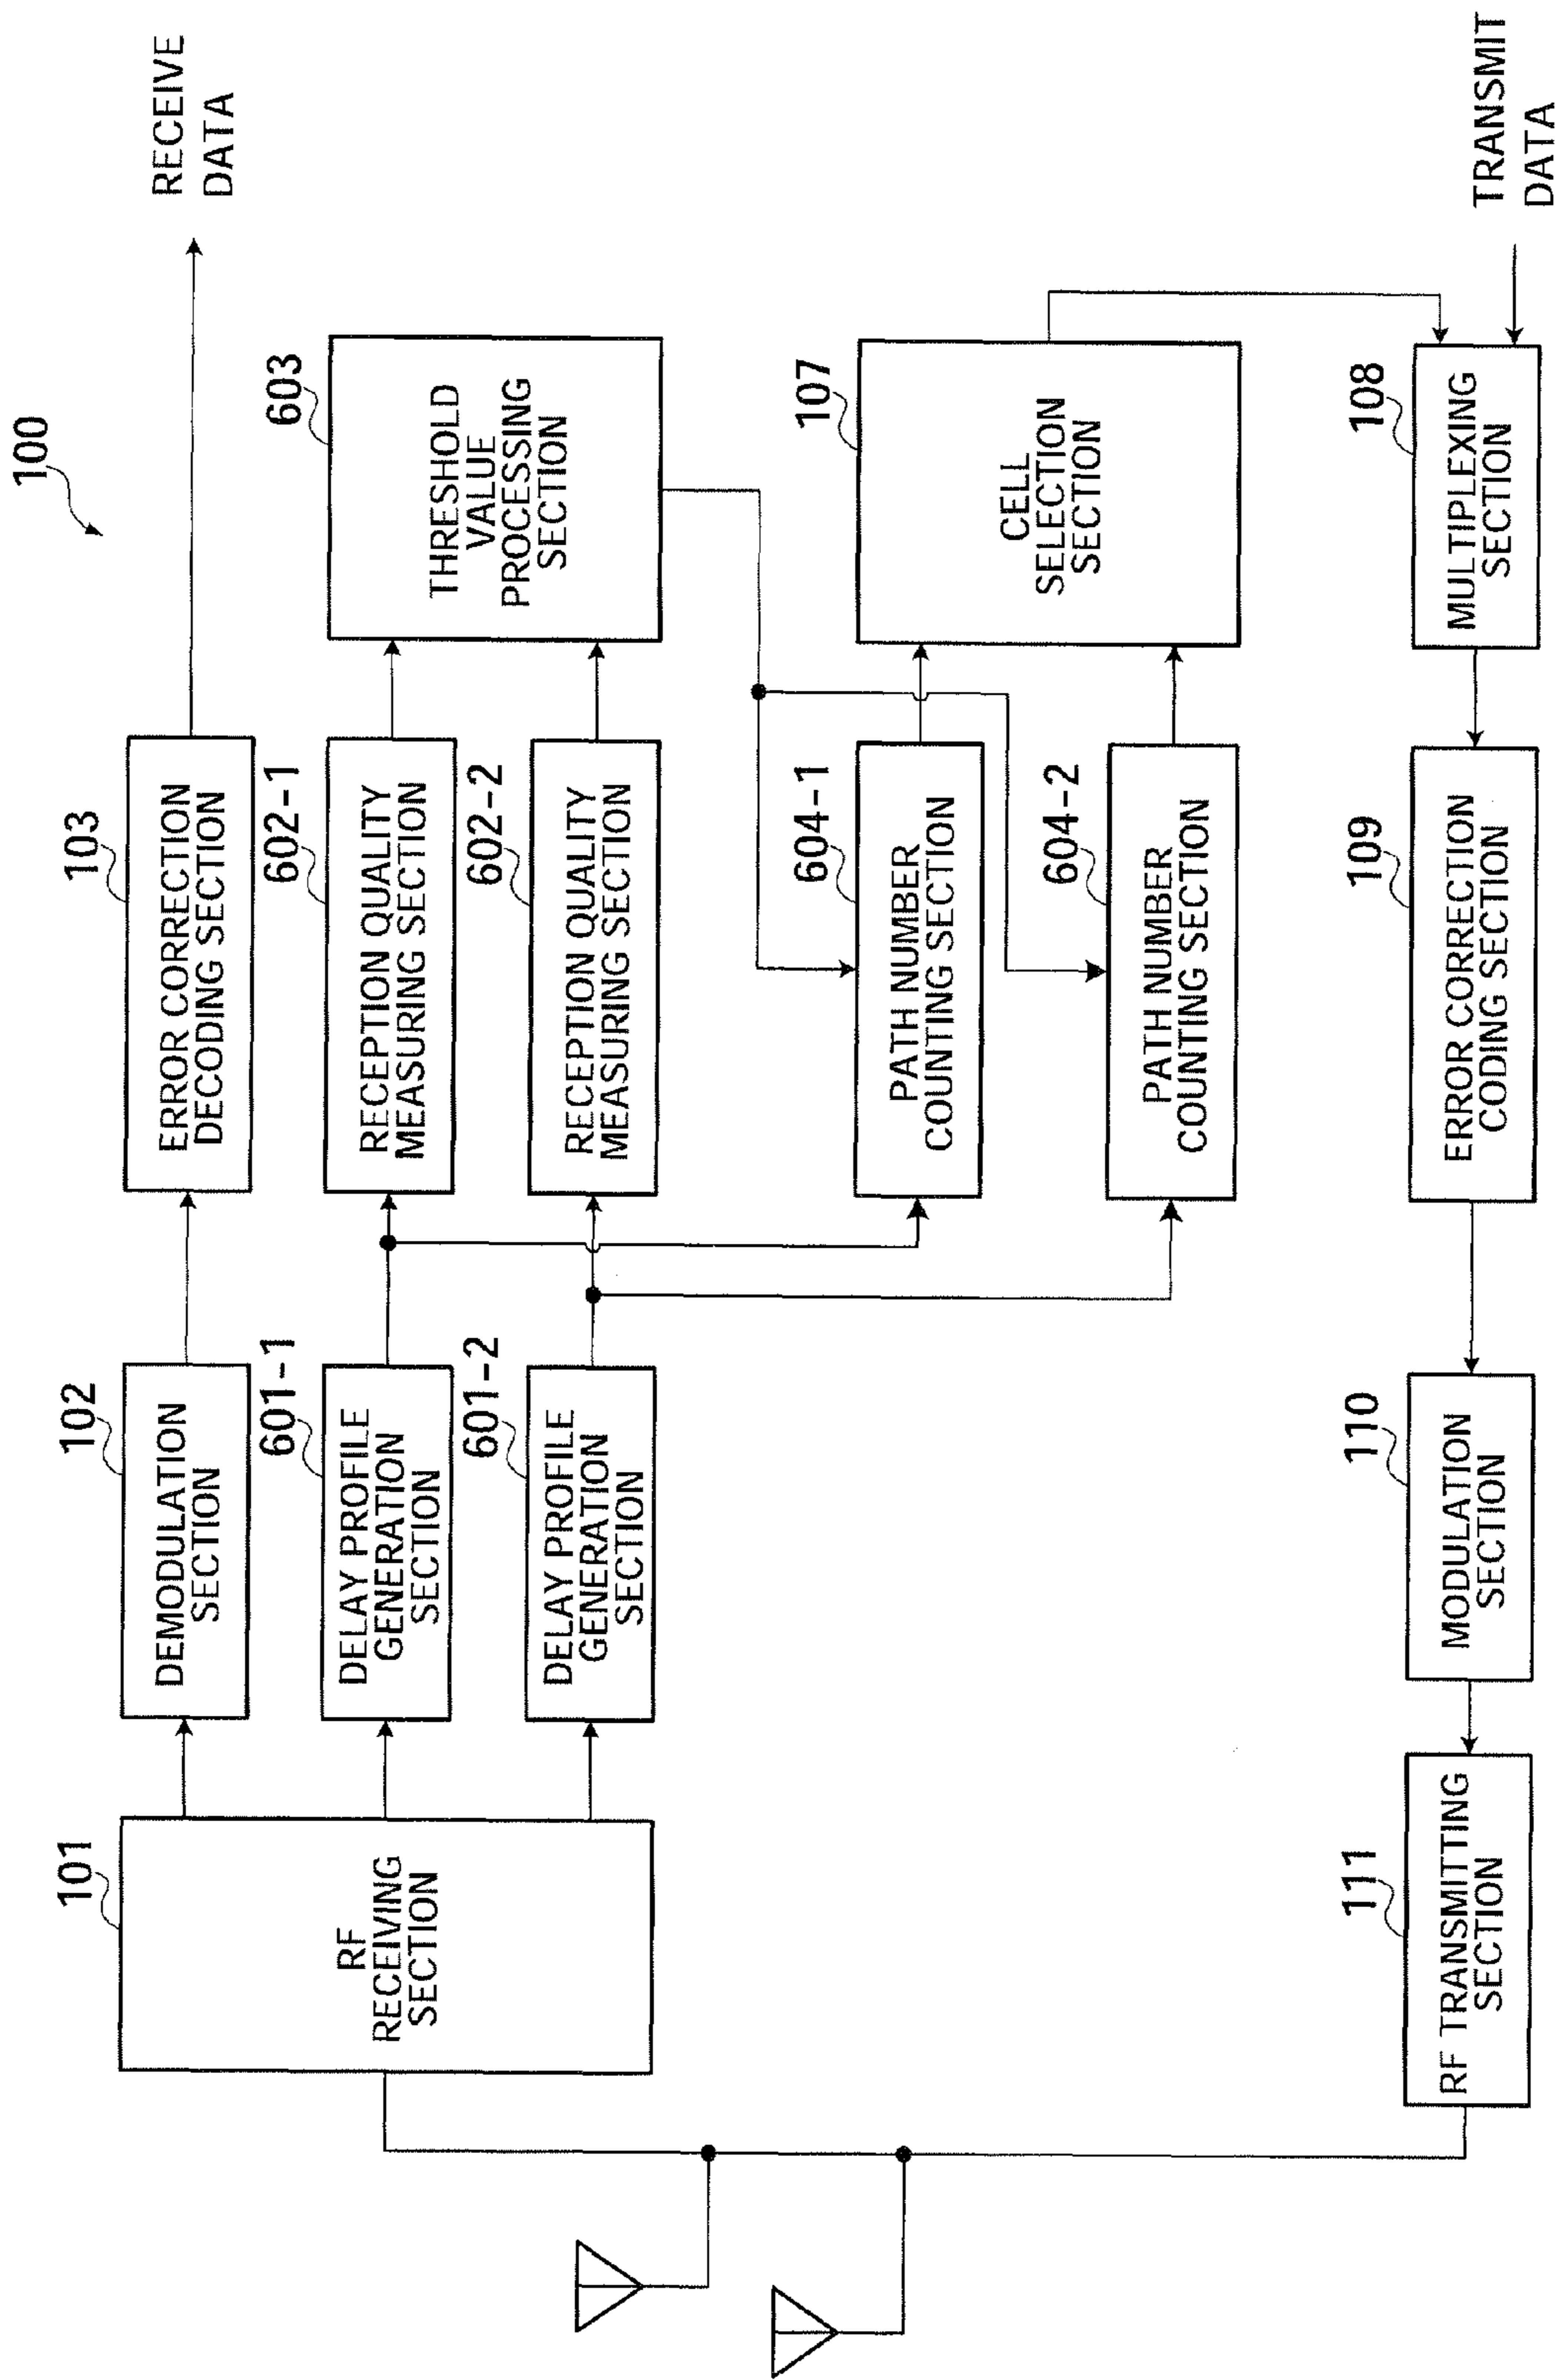 100
101
RF
RECEIVING
SECTION
102
DEMODULATION
SECTION
103
ERROR CORRECTION
DECODING SECTION
RECEIVE
DATA
601-1
DELAY PROFILE
GENERATION
SECTION
602-1
RECEPTION QUALITY
MEASURING SECTION
603
THRESHOLD
VALUE
PROCESSING
SECTION
601-2
DELAY PROFILE
GENERATION
SECTION
602-2
RECEPTION QUALITY
MEASURING SECTION
604-1
PATH NUMBER
COUNTING SECTION
107
CELL
SELECTION
SECTION
604-2
PATH NUMBER
COUNTING SECTION
111
RF TRANSMITTING
SECTION
110
MODULATION
SECTION
109
ERROR CORRECTION
CODING SECTION
108
MULTIPLEXING
SECTION
TRANSMIT
DATA